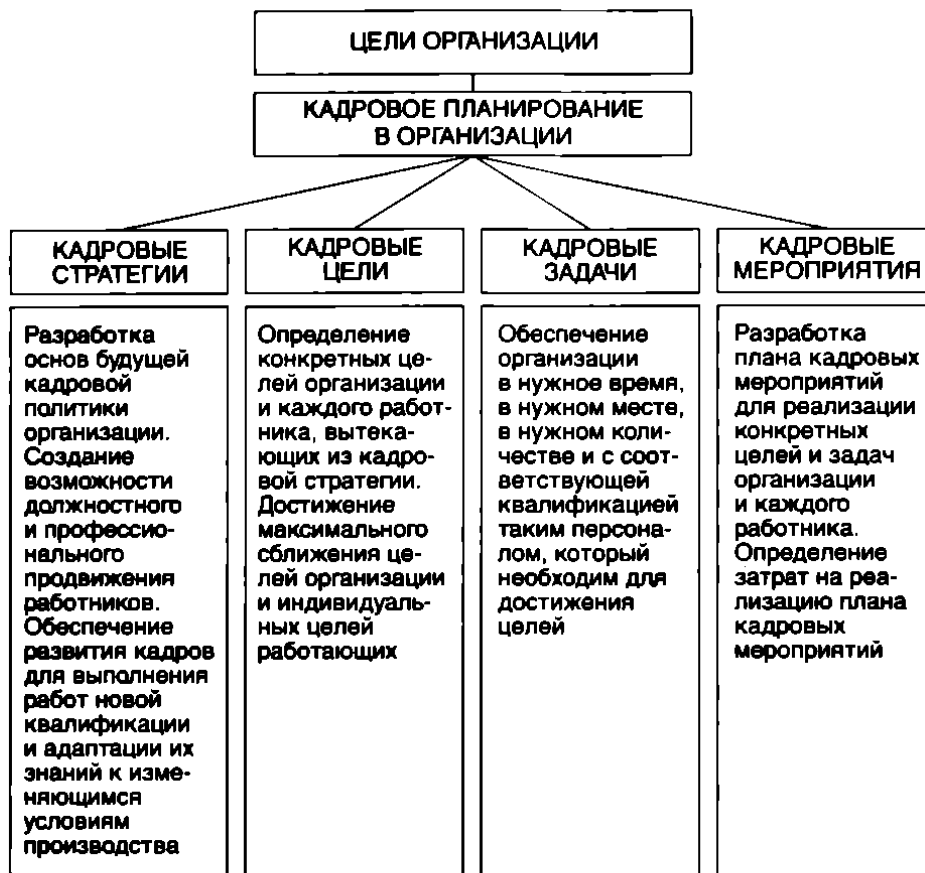 ЦЕЛИ ОРГАНИЗАЦИИ
КАДРОВОЕ ПЛАНИРОВАНИЕ
В ОРГАНИЗАЦИИ
КАДРОВЫЕ
СТРАТЕГИИ
Разработка
основ будущей
кадровой
политики
организации.
Создание
возможности
должностного
и профессио-
нального
продвижения
работников.
Обеспечение
развития кадров
для выполнения
работ новой
квалификации
и адаптации их
знаний к изме-
няющимся
условиям
производства
КАДРОВЫЕ
ЦЕЛИ
Определение
конкретных це-
лей организации
и каждого работ-
ника, вытека-
ющих из кадро-
вой стратегии.
Достижение
максимального
сближения це-
лей организации
и индивидуаль-
ных целей
работающих
КАДРОВЫЕ
ЗАДАЧИ
Обеспечение
организации
в нужное время,
в нужном месте,
в нужном коли-
честве и с соот-
ветствующей
квалификацией
таким персона-
лом, который
необходим для
достижения
целей
КАДРОВЫЕ
МЕРОПРИЯТИЯ
Разработка
плана кадровых
мероприятий
для реализации
конкретных
целей и задач
организации
и каждого
работника.
Определение
затрат на реа-
лизацию плана
кадровых
мероприятий